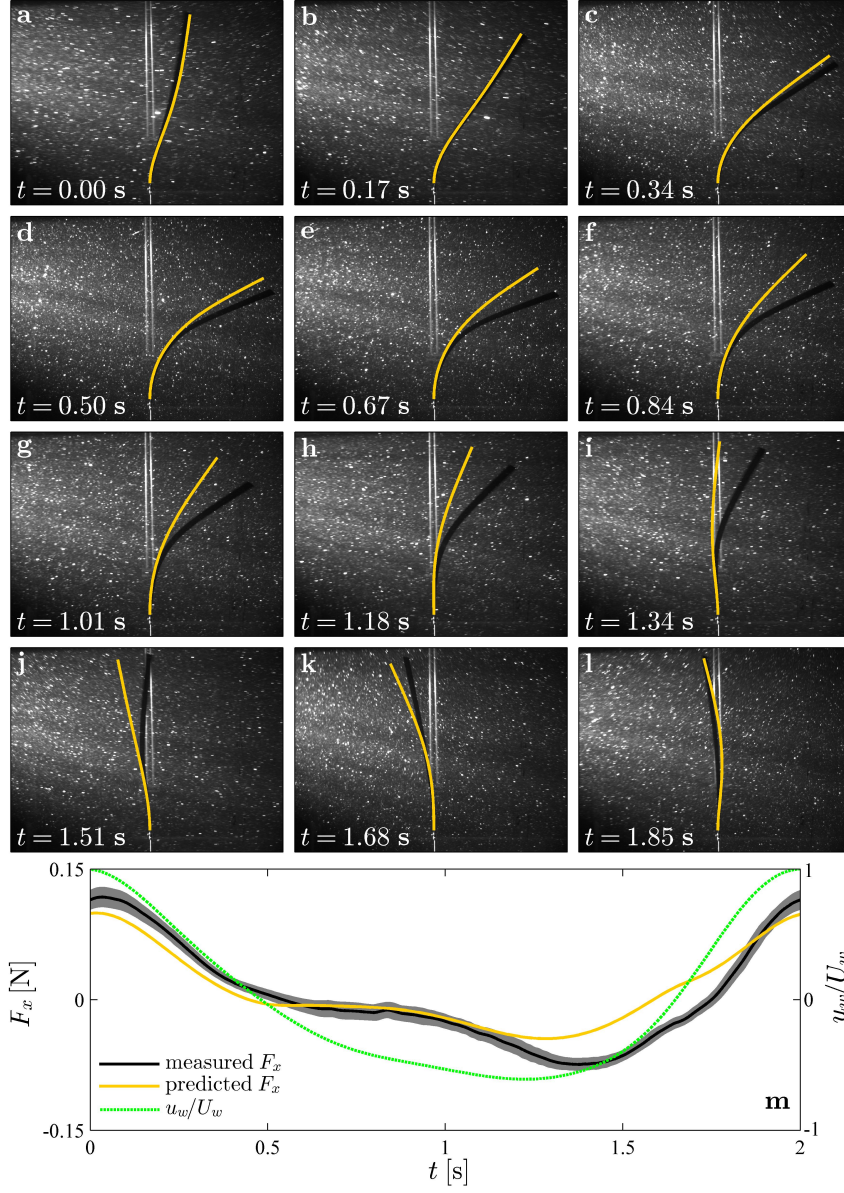 a
t = 0.00 s
b
t = 0.17 s
c
t = 0.34 s
d
t = 0.50 s
e
t = 0.67 s
f
t = 0.84 s
g
t = 1.01 s
h
t = 1.18 s
i
t = 1.34 s
j
t = 1.51 s
k
t = 1.68 s
l
t = 1.85 s
0.15
0
-0.15
F_x [N]
1
0
-1
u_w/U_w
measured F_x
predicted F_x
u_w/U_w
m
0 0.5 1 1.5 2
t [s]